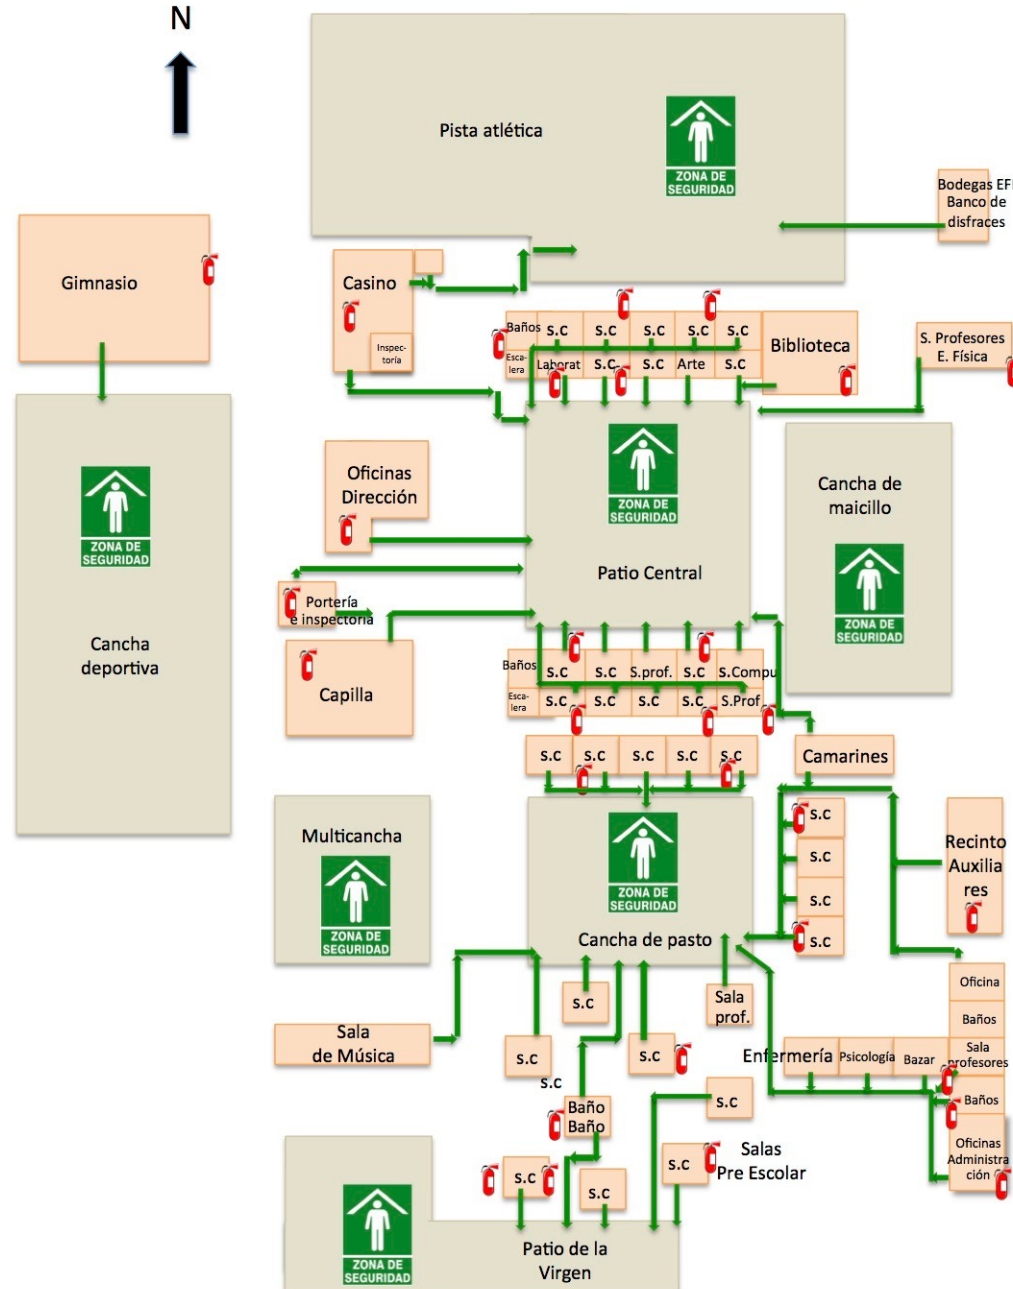 N
Pista atlética
ZONA DE
SEGURIDAD
Bodegas EFI
Banco de
disfraces
Gimnasio
Casino
Inspec-
toría
Baños
S.C
S.C
S.C
S.C
S.C
Esca-
lera
Laborat
S.C
S.C
Arte
S.C
Biblioteca
S. Profesores
E. Física
ZONA DE
SEGURIDAD
Oficinas
Dirección
ZONA DE
SEGURIDAD
Patio Central
Cancha de
maicillo
ZONA DE
SEGURIDAD
Portería
e inspectoría
Cancha
deportiva
Capilla
Baños
S.C
S.C
S.prof.
S.C
S.Compu
Esca-
lera
S.C
S.C
S.C
S.C
S.Prof
S.C
S.C
S.C
S.C
S.C
Camarines
Multicancha
ZONA DE
SEGURIDAD
ZONA DE
SEGURIDAD
Cancha de pasto
S.C
S.C
S.C
S.C
Recinto
Auxilia
res
Sala
de Música
S.C
S.C
S.C
S.C
Sala
prof.
Oficina
Baños
Sala
profesores
Baños
Oficinas
Administra
ción
Enfermería
Psicología
Bazar
Baño
Baño
S.C
S.C
S.C
S.C
Salas
Pre Escolar
ZONA DE
SEGURIDAD
Patio de la
Virgen